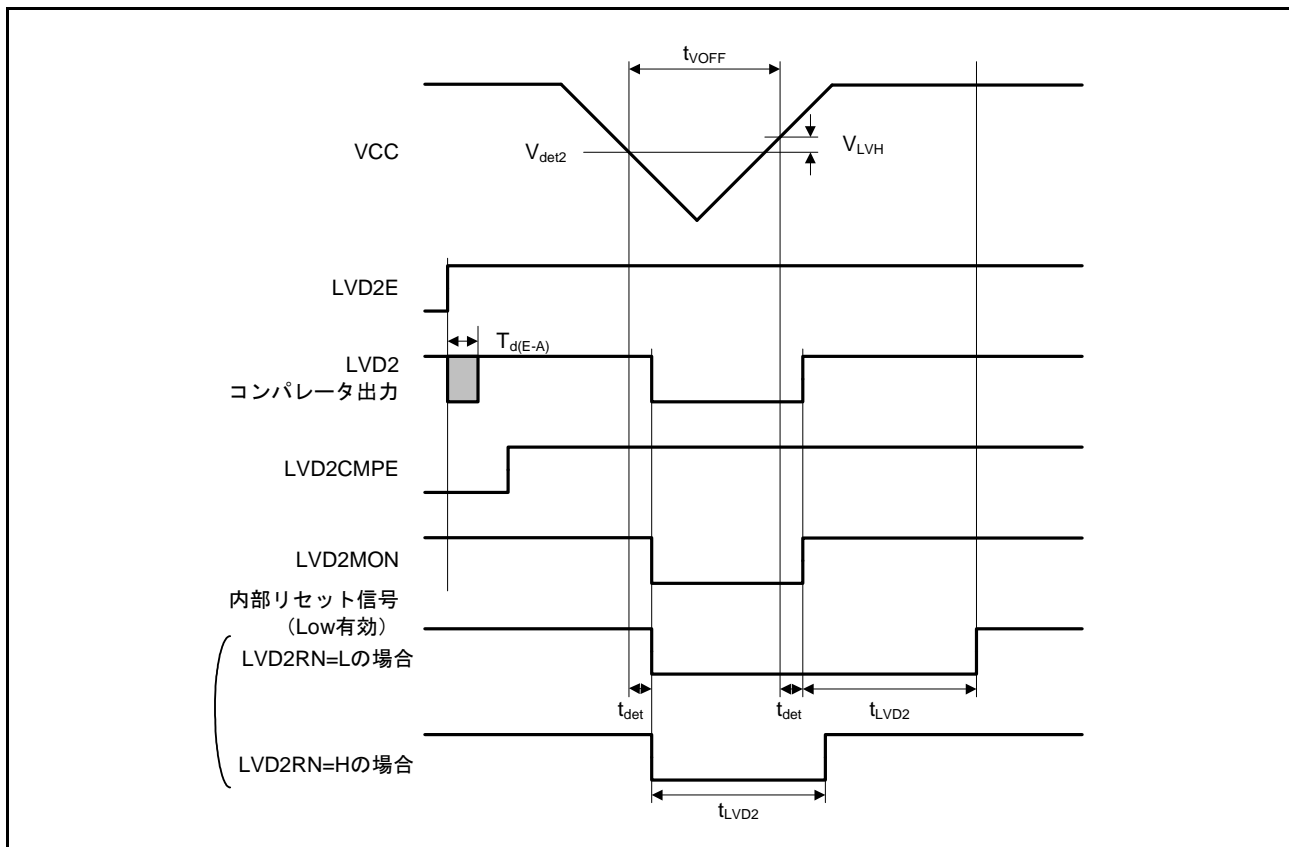 tVOFF
VCC
Vdet2
VLVH
LVD2E
Td(E-A)
LVD2
コンパレータ出力
LVD2CMPE
LVD2MON
内部リセット信号
（Low有効）
LVD2RN=Lの場合
tdet
tdet
tLVD2
LVD2RN=Hの場合
tLVD2